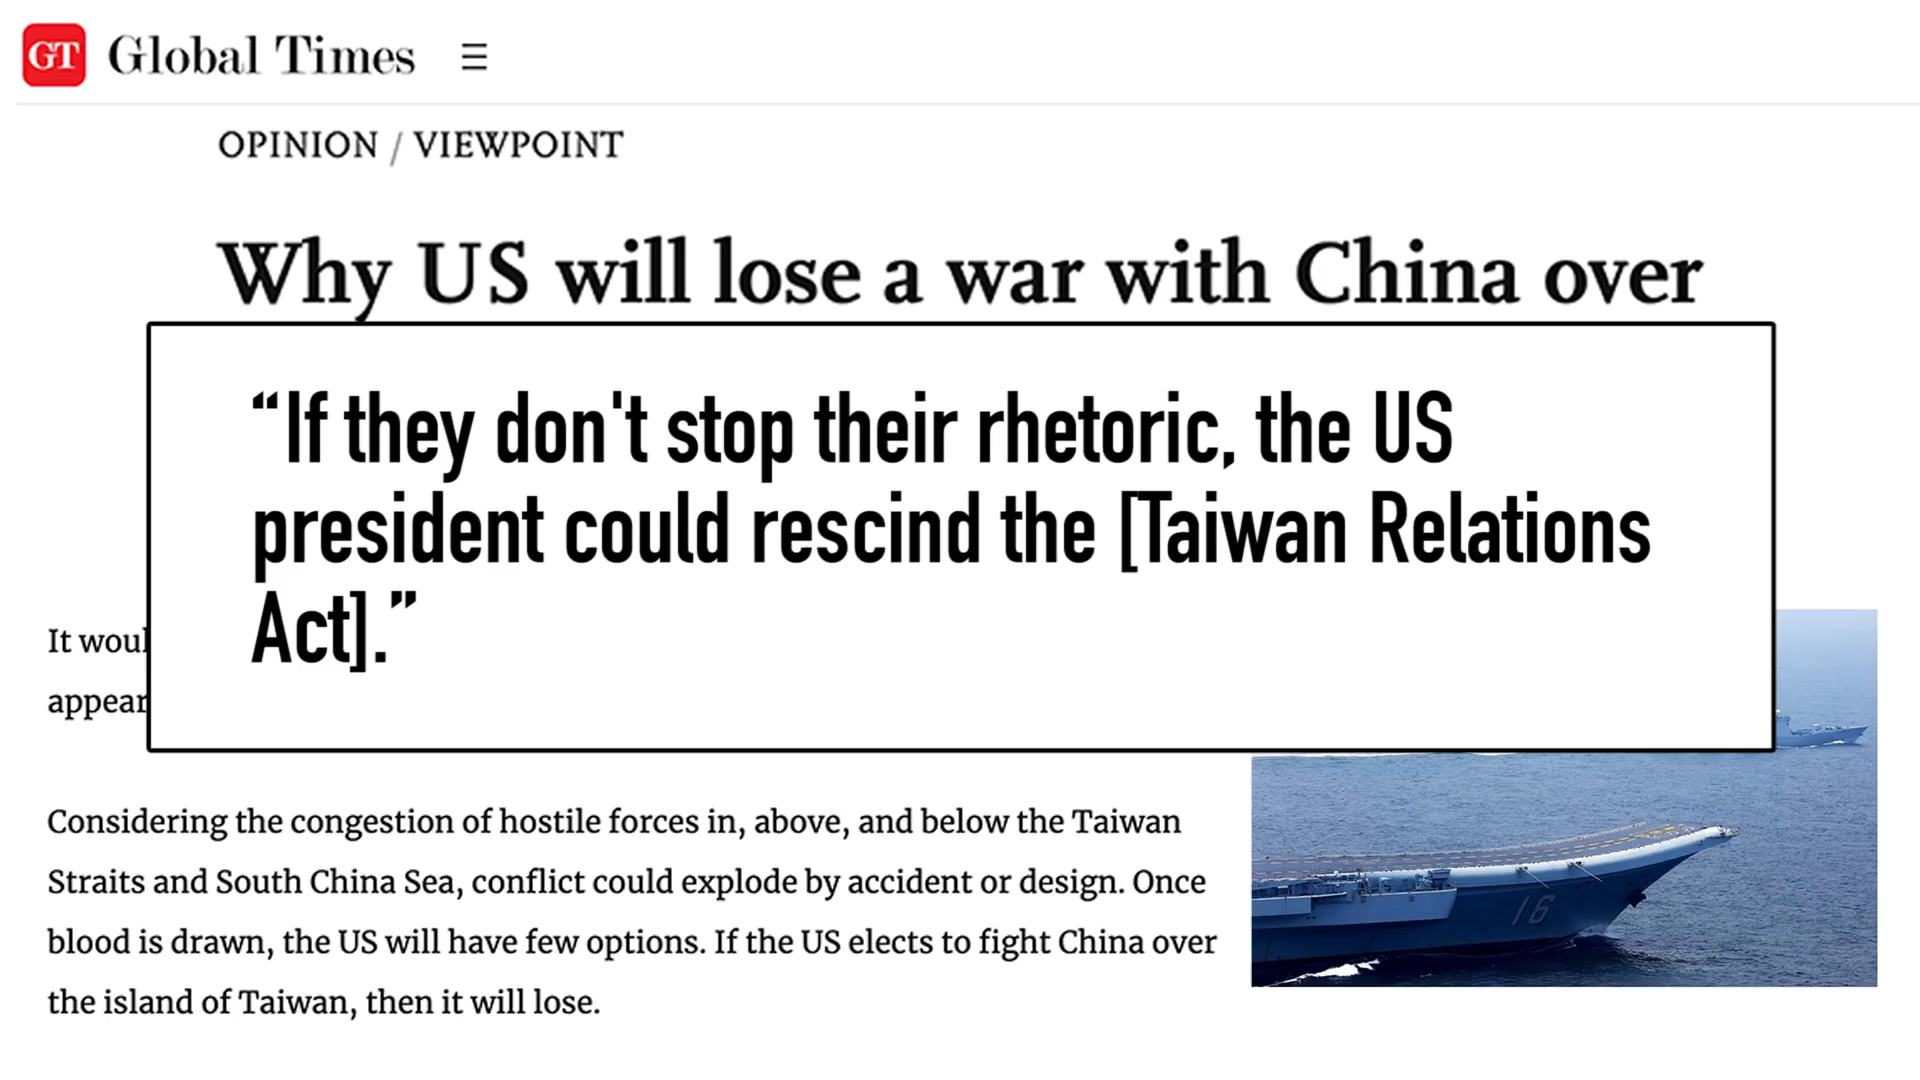 GT Global Times
OPINION / VIEWPOINT
Why US will lose a war with China over
“If they don't stop their rhetoric, the US
president could rescind the [Taiwan Relations
Act].”
It woul
appear
Considering the congestion of hostile forces in, above, and below the Taiwan
Straits and South China Sea, conflict could explode by accident or design. Once
blood is drawn, the US will have few options. If the US elects to fight China over
the island of Taiwan, then it will lose.
16